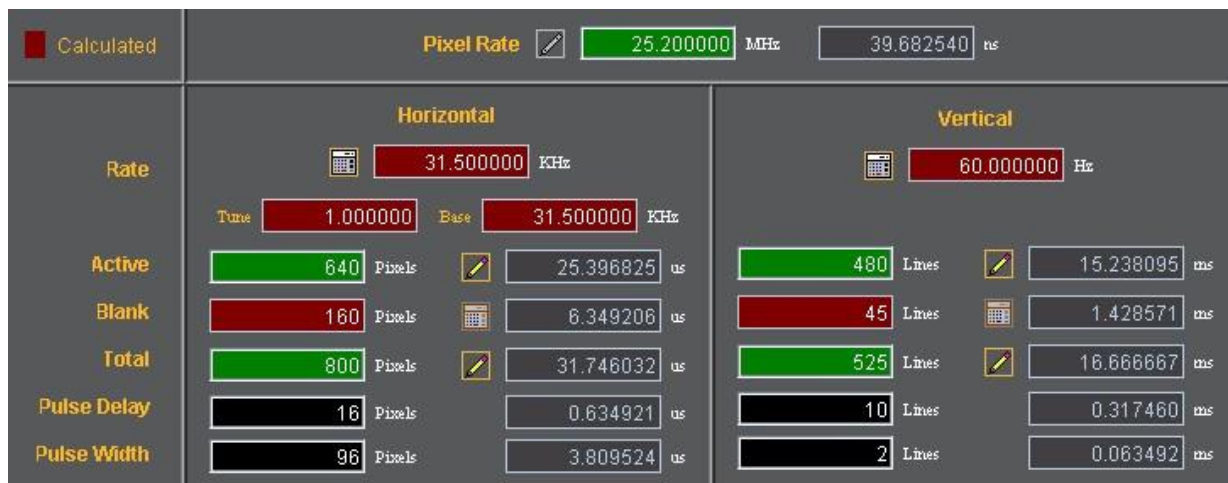 Calculated Pixel Rate 25.200000 MHz 39.682540 ns
Horizontal Vertical
Rate 31.500000 KHz 60.000000 Hz
Tune 1.000000 Base 31.500000 KHz
Active 640 Pixels 25.396825 us 480 Lines 15.238095 ms
Blank 160 Pixels 6.349206 us 45 Lines 1.428571 ms
Total 800 Pixels 31.746032 us 525 Lines 16.666667 ms
Pulse Delay 16 Pixels 0.634921 us 10 Lines 0.317460 ms
Pulse Width 96 Pixels 3.809524 us 2 Lines 0.063492 ms